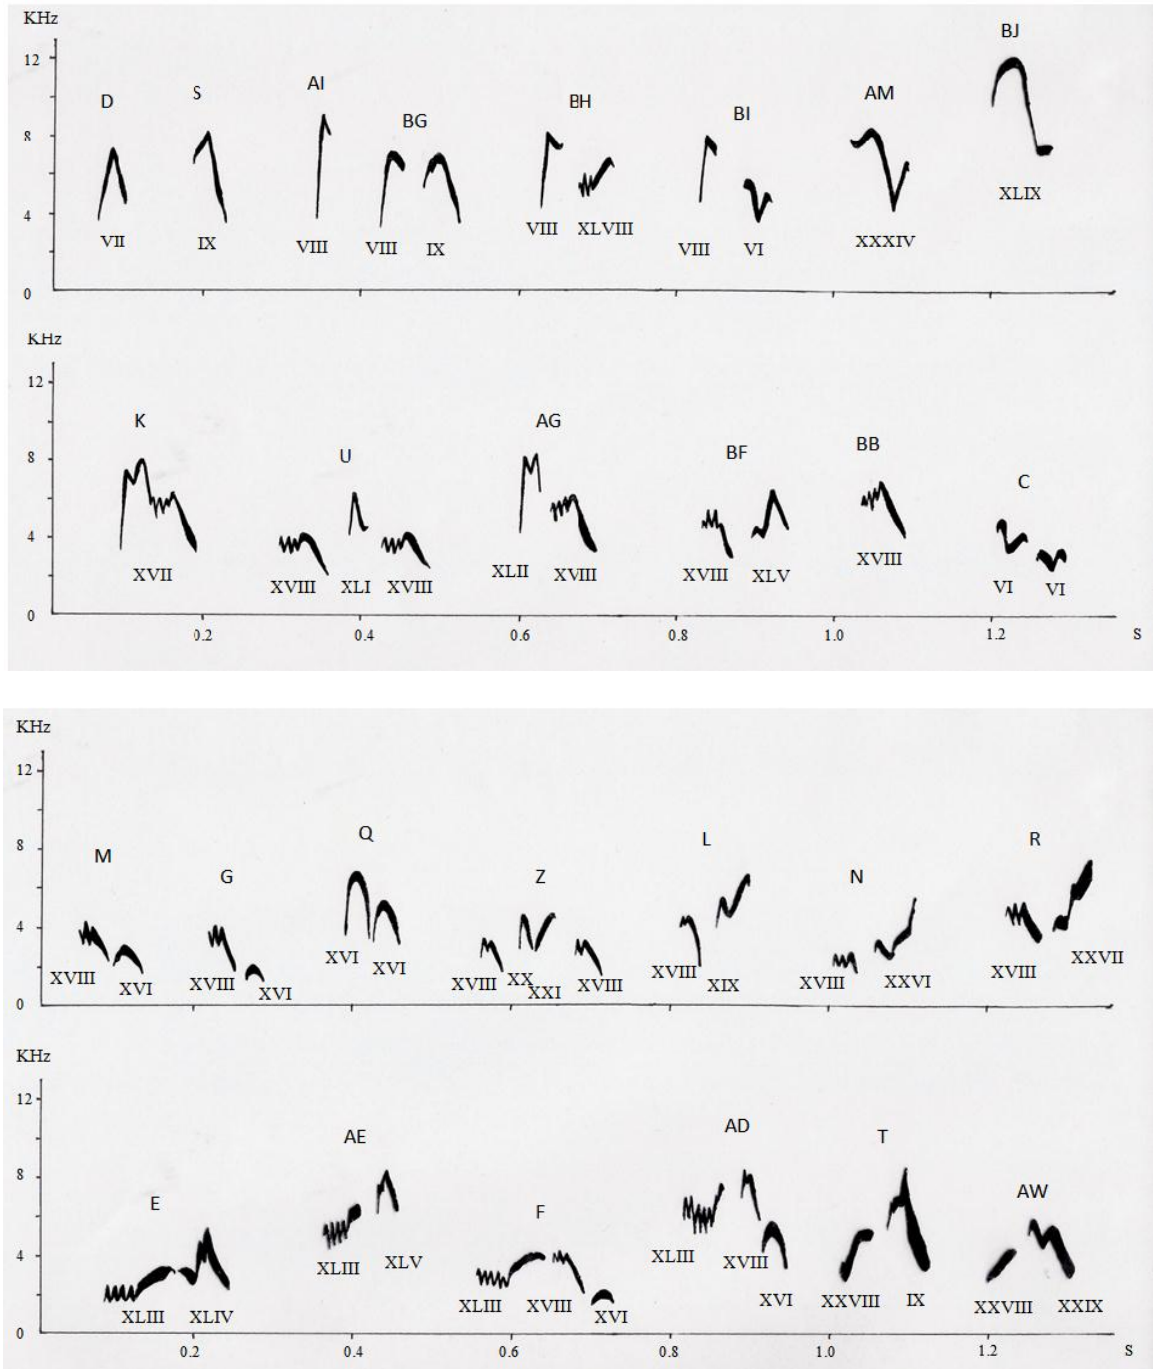 KHz
BJ
12
AI
AM
D
S
BH
BI
BG
8
XLIX
4
VIII
XLVIII
VII
IX
VIII
VIII
IX
VIII
VI
XXXIV
0
KHz
12
K
AG
BB
U
BF
8
C
4
XVII
XLII
XVIII
XVIII
XVIII
XLI
XVIII
XVIII
XLV
VI
VI
0
0.2
0.4
0.6
0.8
1.0
1.2
S
KHz
12
8
Q
L
R
M
G
Z
N
4
XVI
XVI
XXVII
XVIII
XVI
XVIII
XVI
XVIII
XX
XXI
XVIII
XVIII
XIX
XVIII
XXVI
XVIII
0
KHz
12
AE
AD
T
8
E
F
AW
4
XLIII
XLV
XLIII
XVIII
XVI
XLIII
XLIV
XLIII
XVIII
XVI
XXVIII
IX
XXVIII
XXIX
0
0.2
0.4
0.6
0.8
1.0
1.2
S